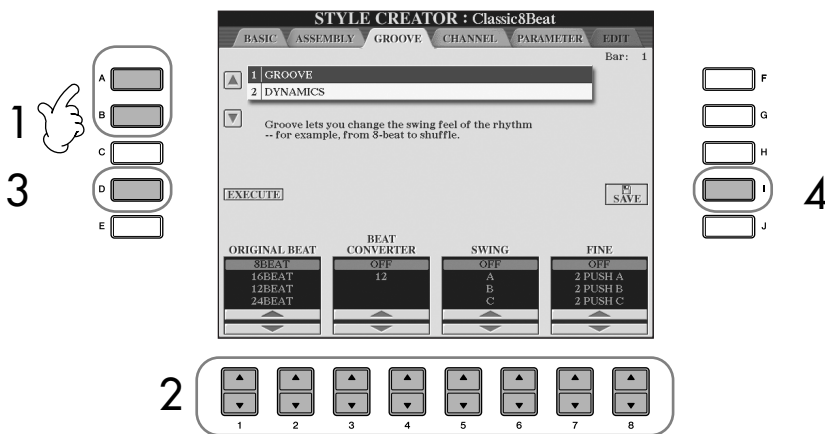 STYLE CREATOR : Classic8Beat
BASIC ASSEMBLY GROOVE CHANNEL PARAMETER EDIT
Bar: 1
1 GROOVE
2 DYNAMICS
Groove lets you change the swing feel of the rhythm
-- for example, from 8-beat to shuffle.
EXECUTE
SAVE
ORIGINAL BEAT
8BEAT
16BEAT
12BEAT
24BEAT
BEAT
CONVERTER
OFF
12
SWING
OFF
A
B
C
FINE
OFF
2 PUSH A
2 PUSH B
2 PUSH C
A
B
C
D
E
1
3
F
G
H
I
J
4
2
1 2 3 4 5 6 7 8